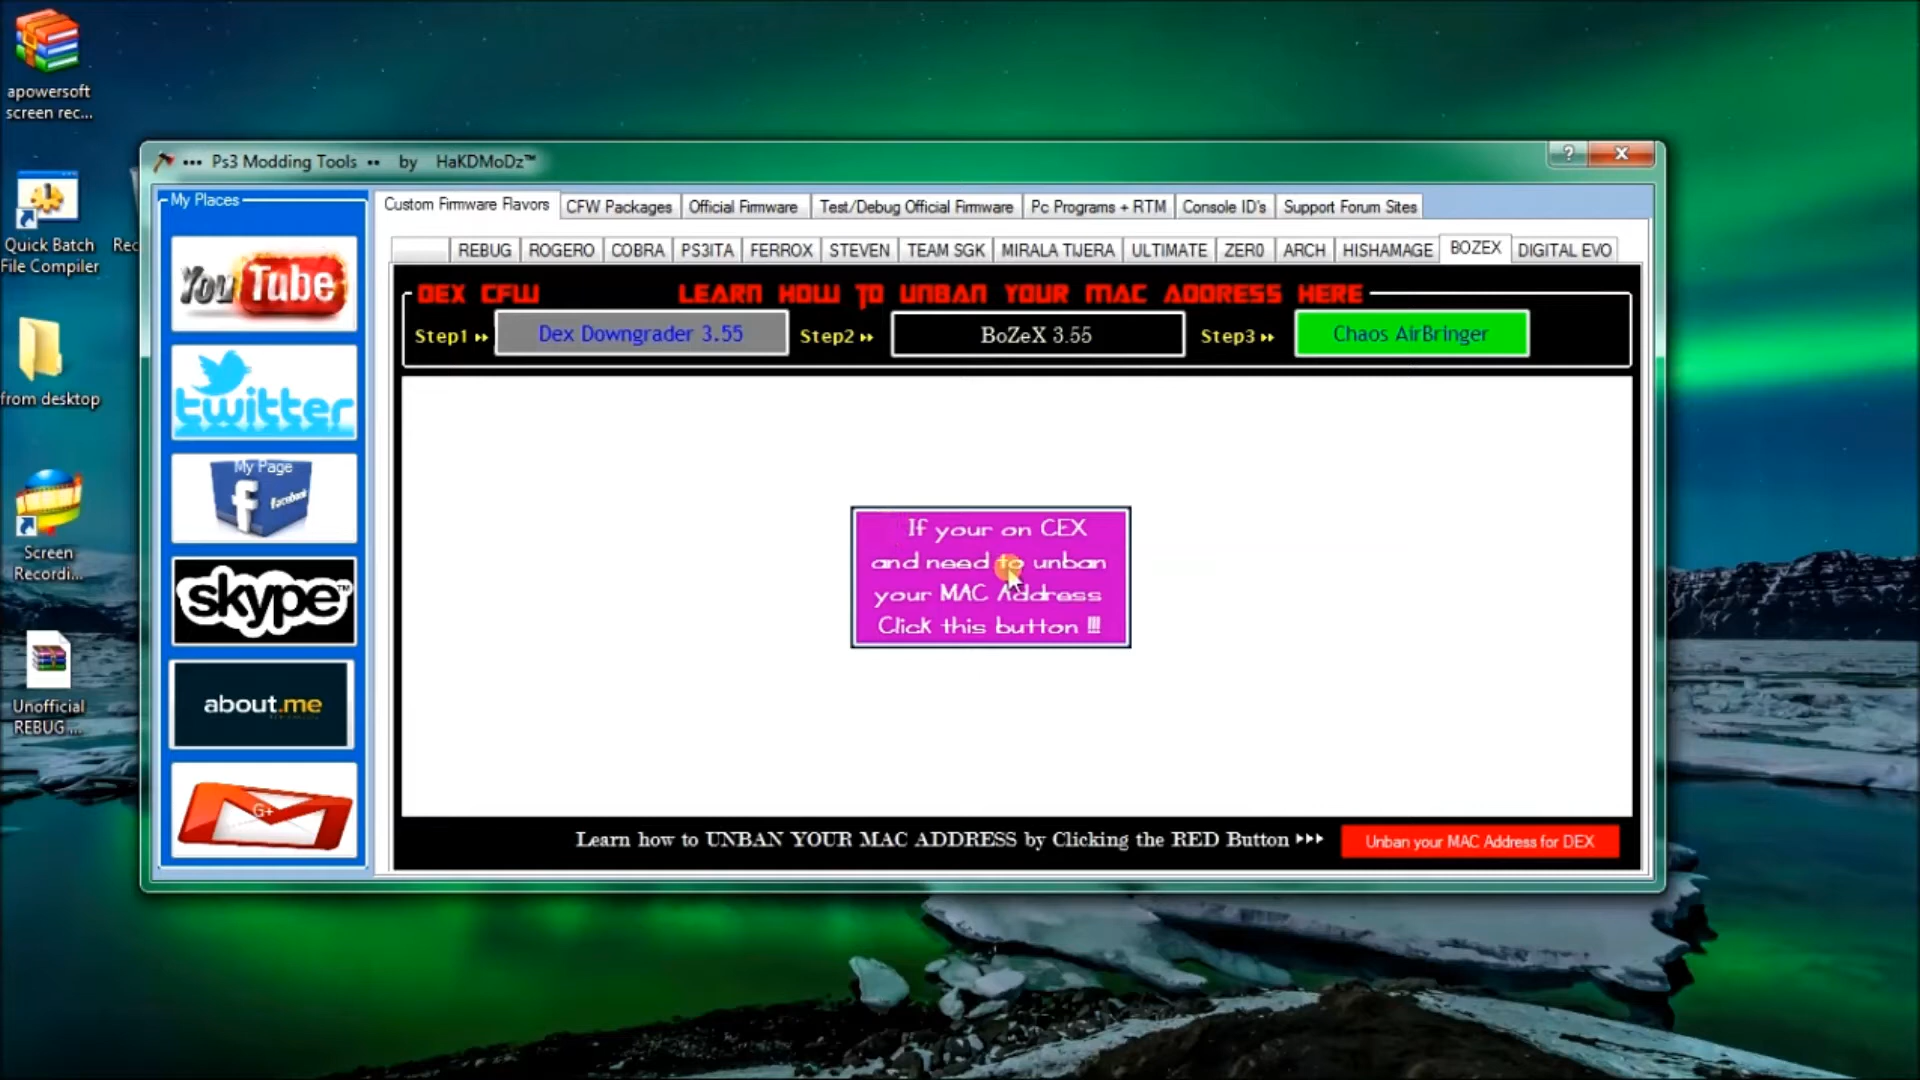 apowersoft
screen rec...
Quick Batch
File Compiler
Rec
from desktop
Screen
Recordi...
Unofficial
REBUG ...
••• Ps3 Modding Tools •• by HaKDMoDz™
?
X
My Places
YouTube
twitter
My Page
f facebook
skype
about.me
G+
Custom Firmware Flavors
CFW Packages
Official Firmware
Test/Debug Official Firmware
Pc Programs + RTM
Console ID's
Support Forum Sites
REBUG
ROGERO
COBRA
PS3ITA
FERROX
STEVEN
TEAM SGK
MIRALA TIJERA
ULTIMATE
ZER0
ARCH
HISHAMAGE
BOZEX
DIGITAL EVO
DEX CFW
LEARN HOW TO UNBAN YOUR MAC ADDRESS HERE
Step1 ▸▸ Dex Downgrader 3.55 Step2 ▸▸ BoZeX 3.55 Step3 ▸▸ Chaos AirBringer
If your on CEX
and need to unban
your MAC Address
Click this button !!!
Learn how to UNBAN YOUR MAC ADDRESS by Clicking the RED Button ▸▸▸
Unban your MAC Address for DEX